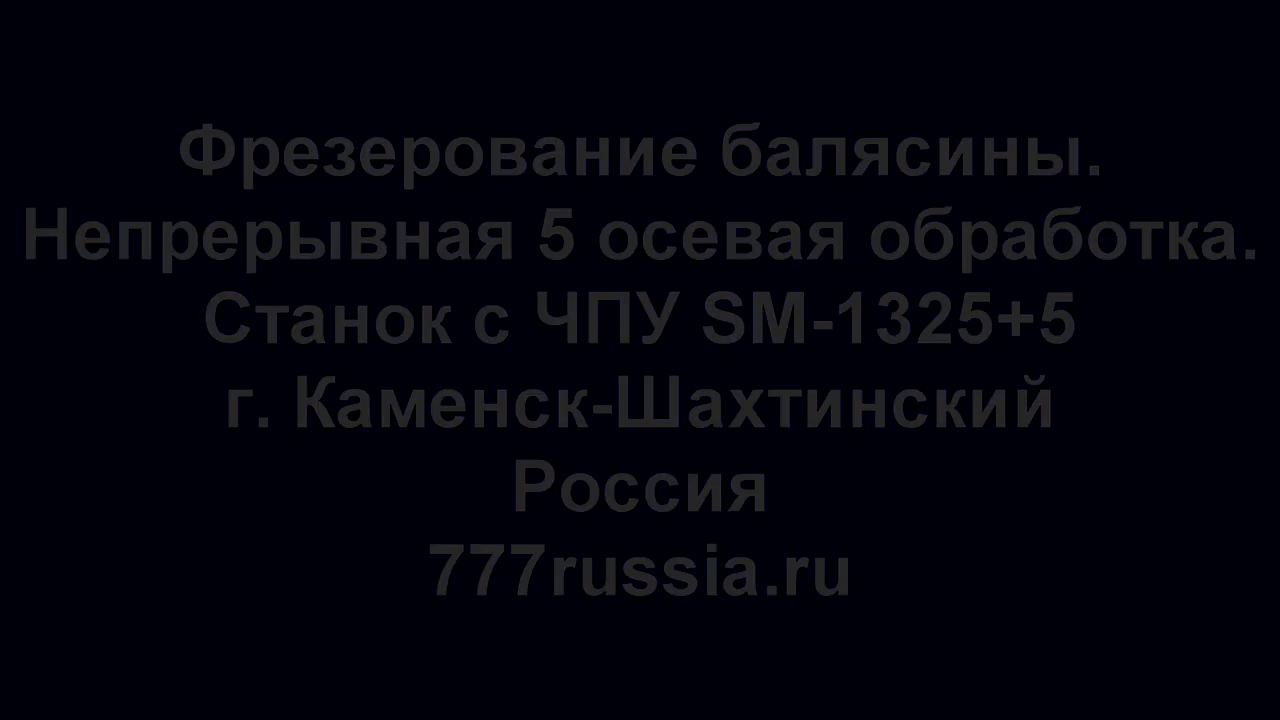 Фрезерование балясины.
Непрерывная 5 осевая обработка.
Станок с ЧПУ SM-1325+5
г. Каменск-Шахтинский
Россия
777russia.ru